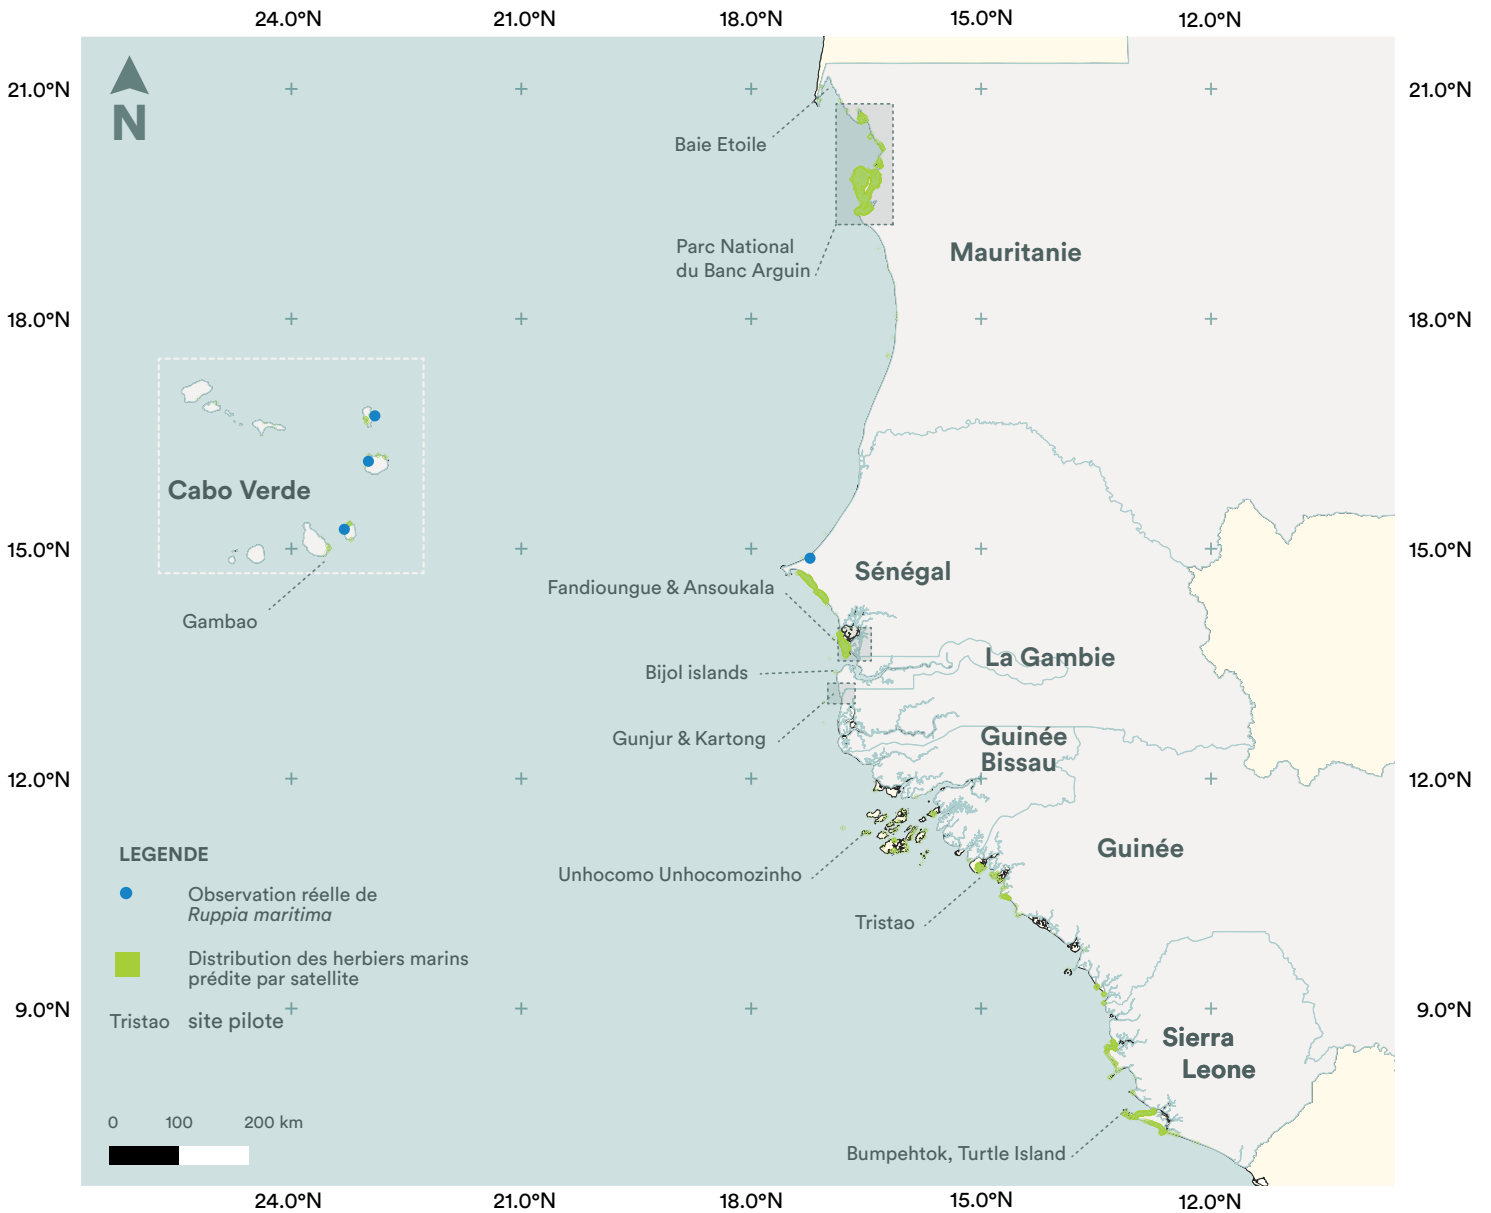 24.0°N 21.0°N 18.0°N 15.0°N 12.0°N
21.0°N 21.0°N
N
Baie Etoile
Parc National
du Banc Arguin
Mauritanie
18.0°N 18.0°N
Cabo Verde
15.0°N 15.0°N
Sénégal
Fandioungue & Ansoukala
Gambao
La Gambie
Bijol islands
Gunjur & Kartong
Guinée
Bissau
12.0°N 12.0°N
Guinée
LEGENDE
Unhocomo Unhocomozinho
Observation réelle de
Ruppia maritima
Tristao
Distribution des herbiers marins
prédite par satellite
9.0°N 9.0°N
Tristao site pilote
Sierra
Leone
0 100 200 km
Bumpehtok, Turtle Island
24.0°N 21.0°N 18.0°N 15.0°N 12.0°N